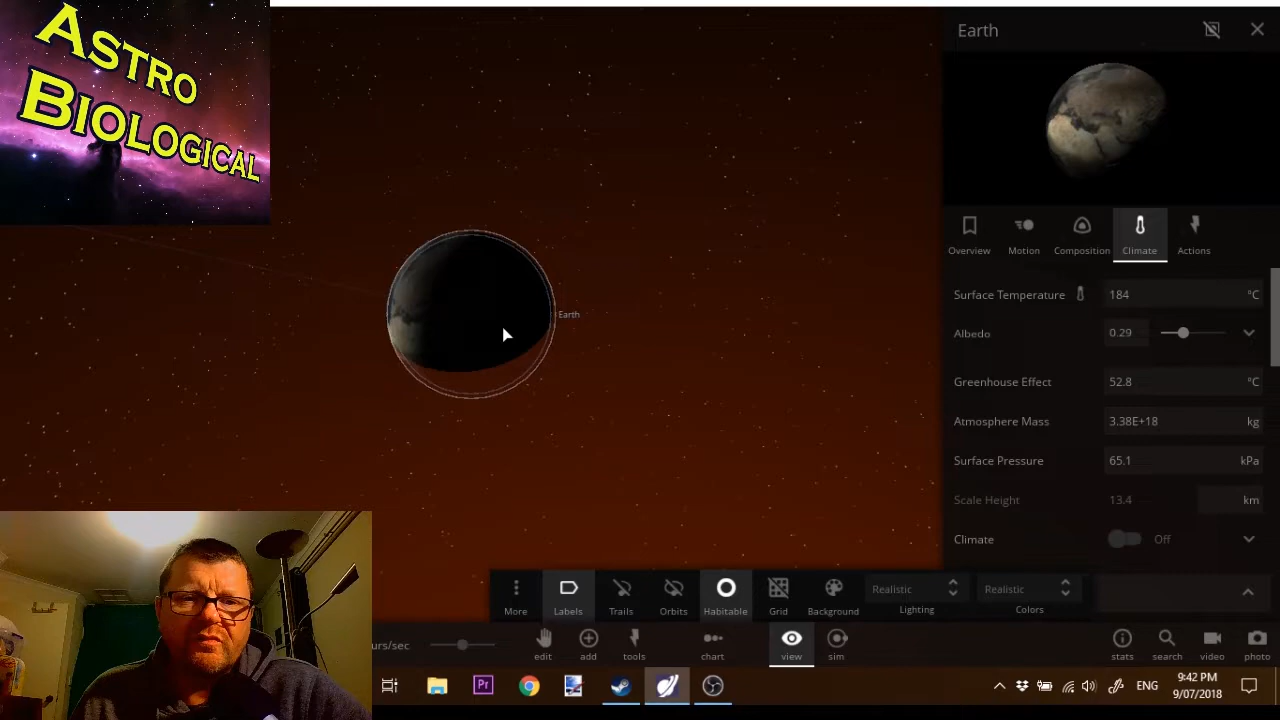 ASTRO
BIOLOGICAL
Earth
Earth
Overview
Motion
Composition
Climate
Actions
Surface Temperature 184 °C
Albedo 0.29
Greenhouse Effect 52.8 °C
Atmosphere Mass 3.38E+18 kg
Surface Pressure 65.1 kPa
Scale Height 13.4 km
Climate Off
More
Labels
Trails
Orbits
Habitable
Grid
Background
Realistic
Lighting
Realistic
Colors
urs/sec
edit
add
tools
chart
view
sim
stats
search
video
photo
Pr
ENG
9:42 PM
9/07/2018